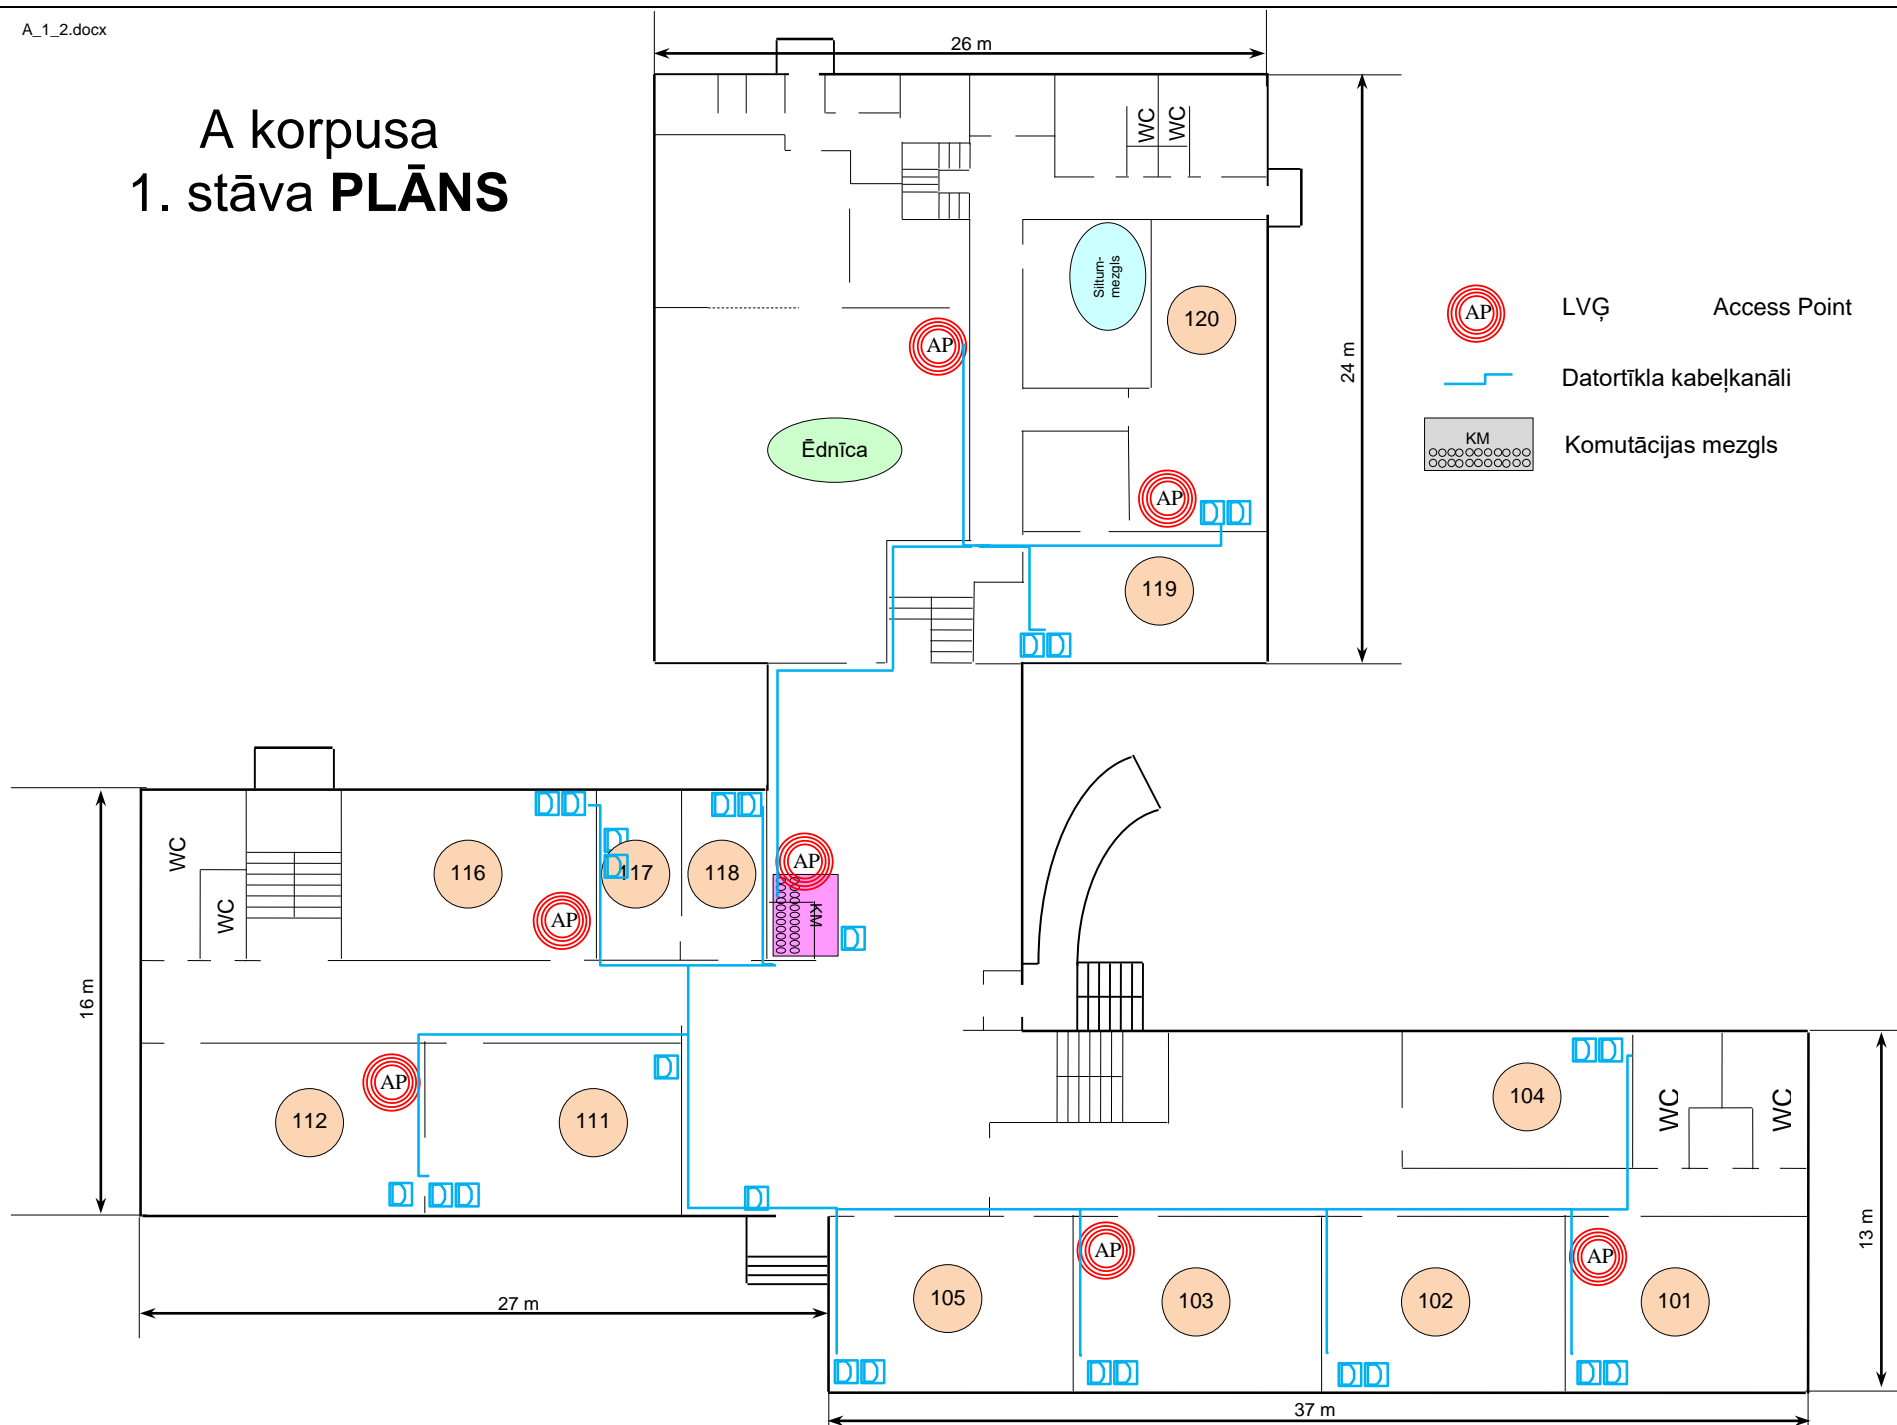 A_1_2.docx
26 m
A korpusa
1. stāva PLĀNS
WC
WC
Siltum-
mezgls
120
24 m
AP
LVĢ Access Point
AP
Datortīkla kabeļkanāli
KM
Komutācijas mezgls
Ēdnīca
AP
119
WC
WC
116
117
118
AP
AP
KM
16 m
112
111
AP
104
WC
WC
13 m
AP
AP
105
103
102
101
27 m
37 m